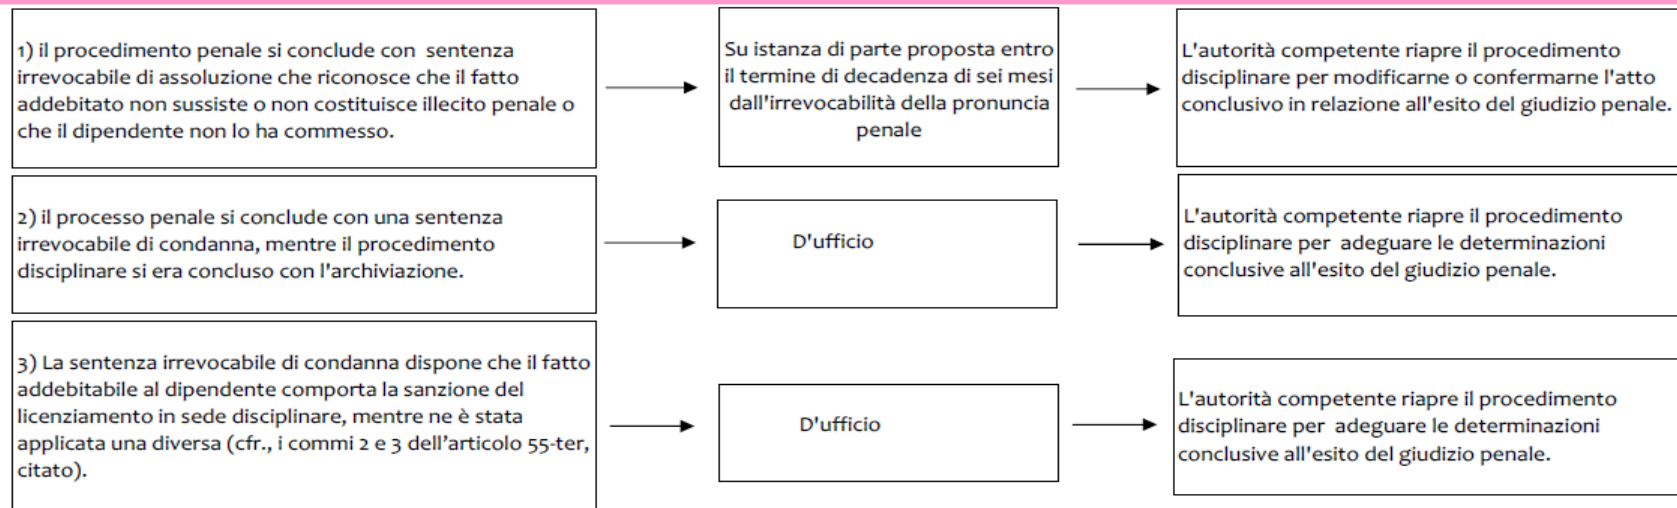 1) il procedimento penale si conclude con sentenza
irrevocabile di assoluzione che riconosce che il fatto
addebitato non sussiste o non costituisce illecito penale o
che il dipendente non lo ha commesso.
Su istanza di parte proposta entro
il termine di decadenza di sei mesi
dall'irrevocabilità della pronuncia
penale
L'autorità competente riapre il procedimento
disciplinare per modificarne o confermarne l'atto
conclusivo in relazione all'esito del giudizio penale.
2) il processo penale si conclude con una sentenza
irrevocabile di condanna, mentre il procedimento
disciplinare si era concluso con l'archiviazione.
D'ufficio
L'autorità competente riapre il procedimento
disciplinare per adeguare le determinazioni
conclusive all'esito del giudizio penale.
3) La sentenza irrevocabile di condanna dispone che il fatto
addebitabile al dipendente comporta la sanzione del
licenziamento in sede disciplinare, mentre ne è stata
applicata una diversa (cfr., i commi 2 e 3 dell'articolo 55-ter,
citato).
D'ufficio
L'autorità competente riapre il procedimento
disciplinare per adeguare le determinazioni
conclusive all'esito del giudizio penale.